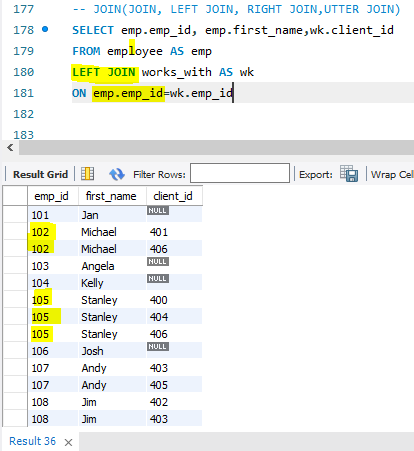 177 -- JOIN(JOIN, LEFT JOIN, RIGHT JOIN,UTTER JOIN)
178 SELECT emp.emp_id, emp.first_name,wk.client_id
179 FROM employee AS emp
180 LEFT JOIN works_with AS wk
181 ON emp.emp_id=wk.emp_id
182
183
Result Grid Filter Rows: Export: Wrap Cel
emp_id first_name client_id
101 Jan NULL
102 Michael 401
102 Michael 406
103 Angela NULL
104 Kelly NULL
105 Stanley 400
105 Stanley 404
105 Stanley 406
106 Josh NULL
107 Andy 403
107 Andy 405
108 Jim 402
108 Jim 403
Result 36